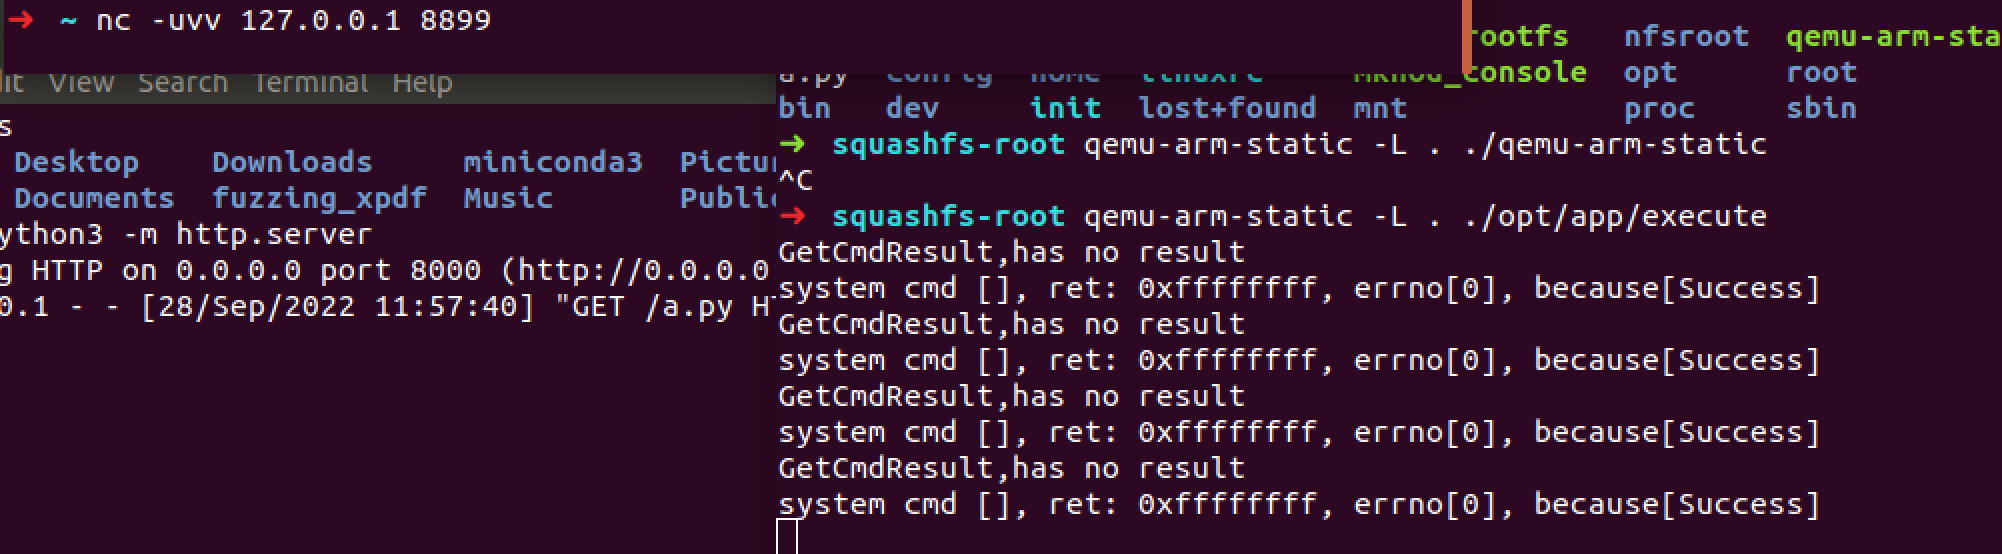 ➜ ~ nc -uvv 127.0.0.1 8899
View Search Terminal Help
s
Desktop Downloads miniconda3 Pictur
Documents fuzzing_xpdf Music Public
ython3 -m http.server
g HTTP on 0.0.0.0 port 8000 (http://0.0.0.0
0.1 - - [28/Sep/2022 11:57:40] "GET /a.py HT
rootfs nfsroot qemu-arm-sta
a.py config home linuxrc mknod_console opt root
bin dev init lost+found mnt proc sbin
➜ squashfs-root qemu-arm-static -L . ./qemu-arm-static
^C
➜ squashfs-root qemu-arm-static -L . ./opt/app/execute
GetCmdResult,has no result
system cmd [], ret: 0xffffffff, errno[0], because[Success]
GetCmdResult,has no result
system cmd [], ret: 0xffffffff, errno[0], because[Success]
GetCmdResult,has no result
system cmd [], ret: 0xffffffff, errno[0], because[Success]
GetCmdResult,has no result
system cmd [], ret: 0xffffffff, errno[0], because[Success]